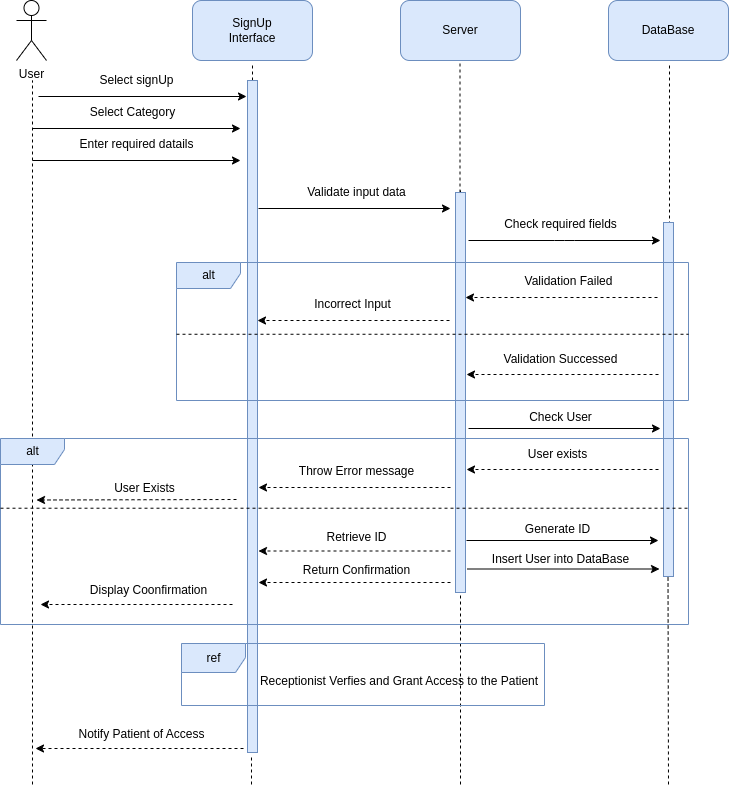 SignUp
Interface
Server
DataBase
User
Select signUp
Select Category
Enter required datails
Validate input data
Check required fields
alt
Validation Failed
Incorrect Input
Validation Successed
Check User
alt
User exists
Throw Error message
User Exists
Generate ID
Retrieve ID
Insert User into DataBase
Return Confirmation
Display Coonfirmation
ref
Receptionist Verfies and Grant Access to the Patient
Notify Patient of Access